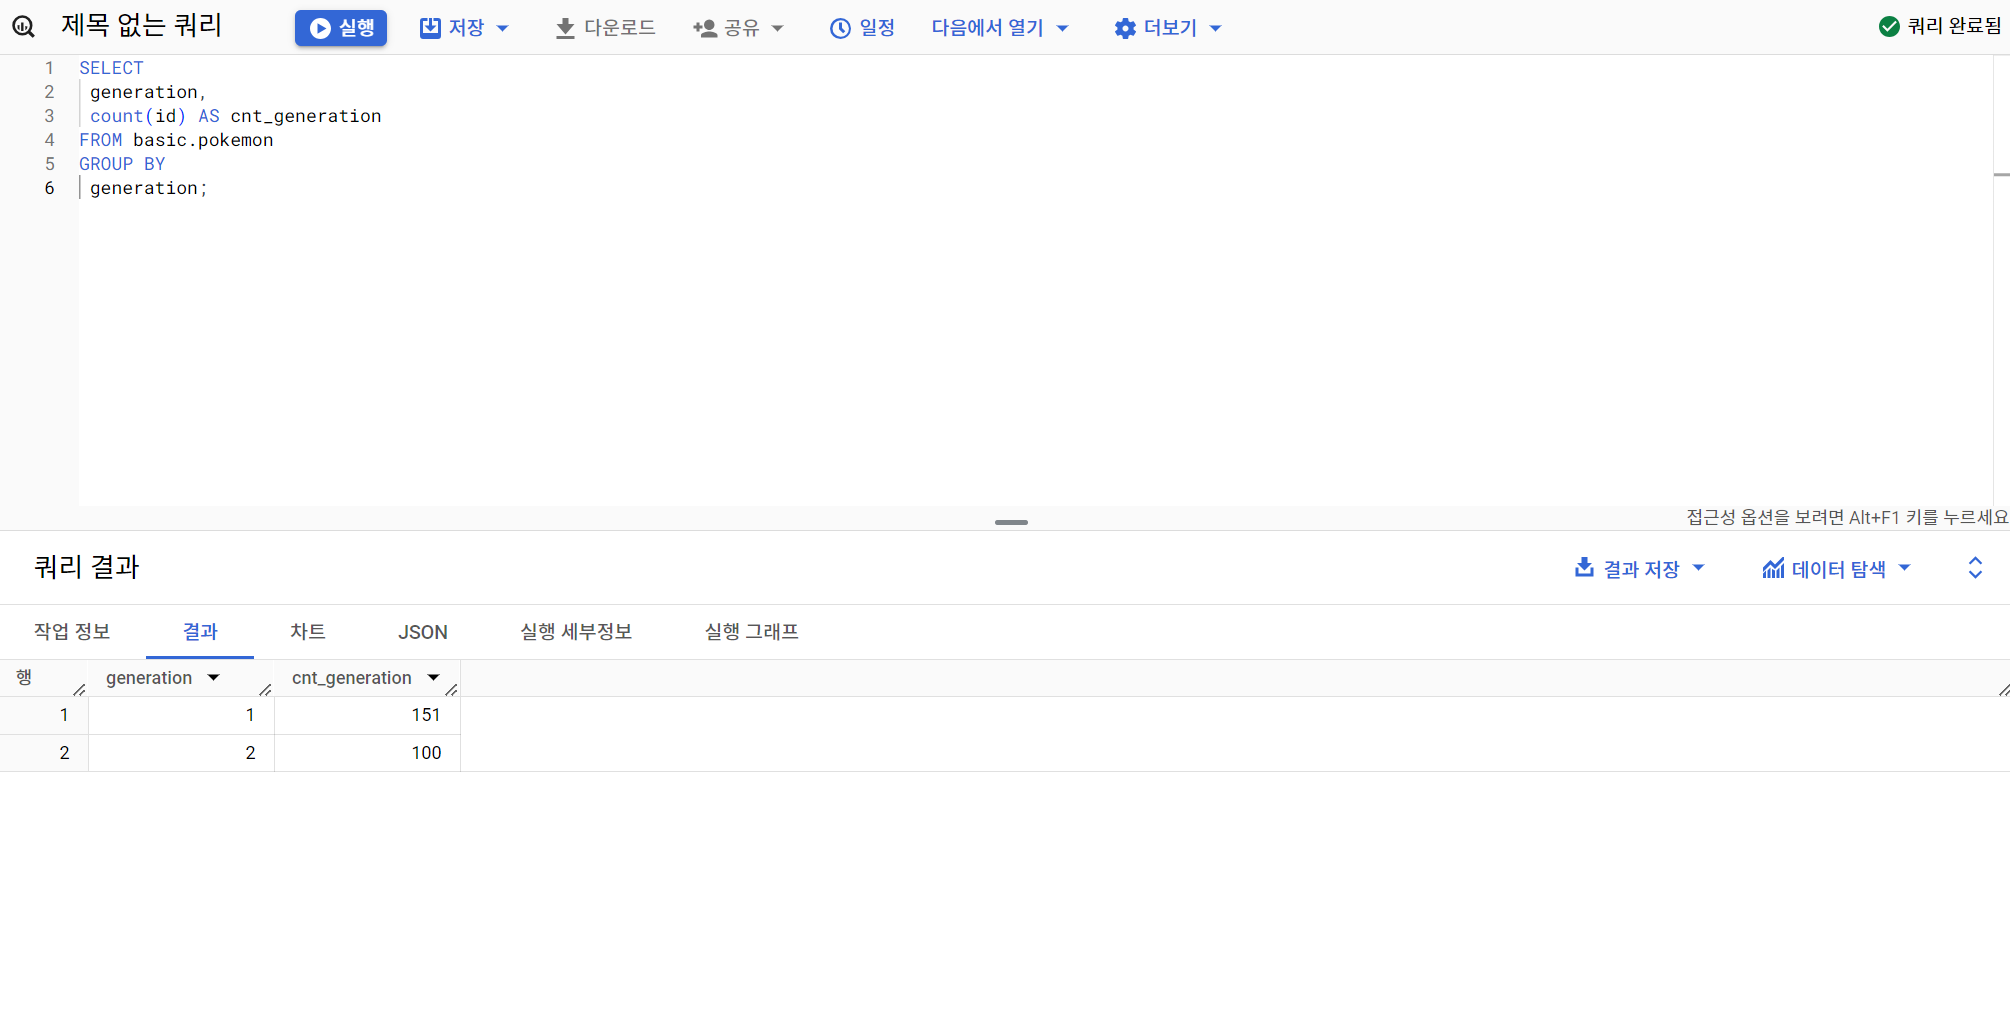 제목 없는 쿼리 실행 저장 다운로드 공유 일정 다음에서 열기 더보기 쿼리 완료됨
1 SELECT
2 generation,
3 count(id) AS cnt_generation
4 FROM basic.pokemon
5 GROUP BY
6 generation;
접근성 옵션을 보려면 Alt+F1 키를 누르세요
쿼리 결과 결과 저장 데이터 탐색
작업 정보 결과 차트 JSON 실행 세부정보 실행 그래프
행 generation cnt_generation
1 1 151
2 2 100